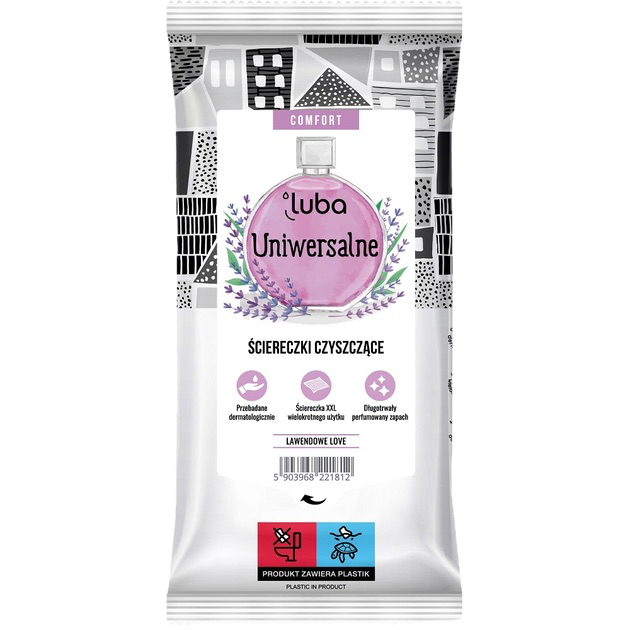 COMFORT
luba
Uniwersalne
ŚCIERECZKI CZYSZCZĄCE
Przebadane
dermatologicznie
Ściereczka XXL
wielokrotnego użytku
Długotrwały
perfumowany zapach
LAWENDOWE LOVE
5 903968 221812
PRODUKT ZAWIERA PLASTIK
PLASTIC IN PRODUCT